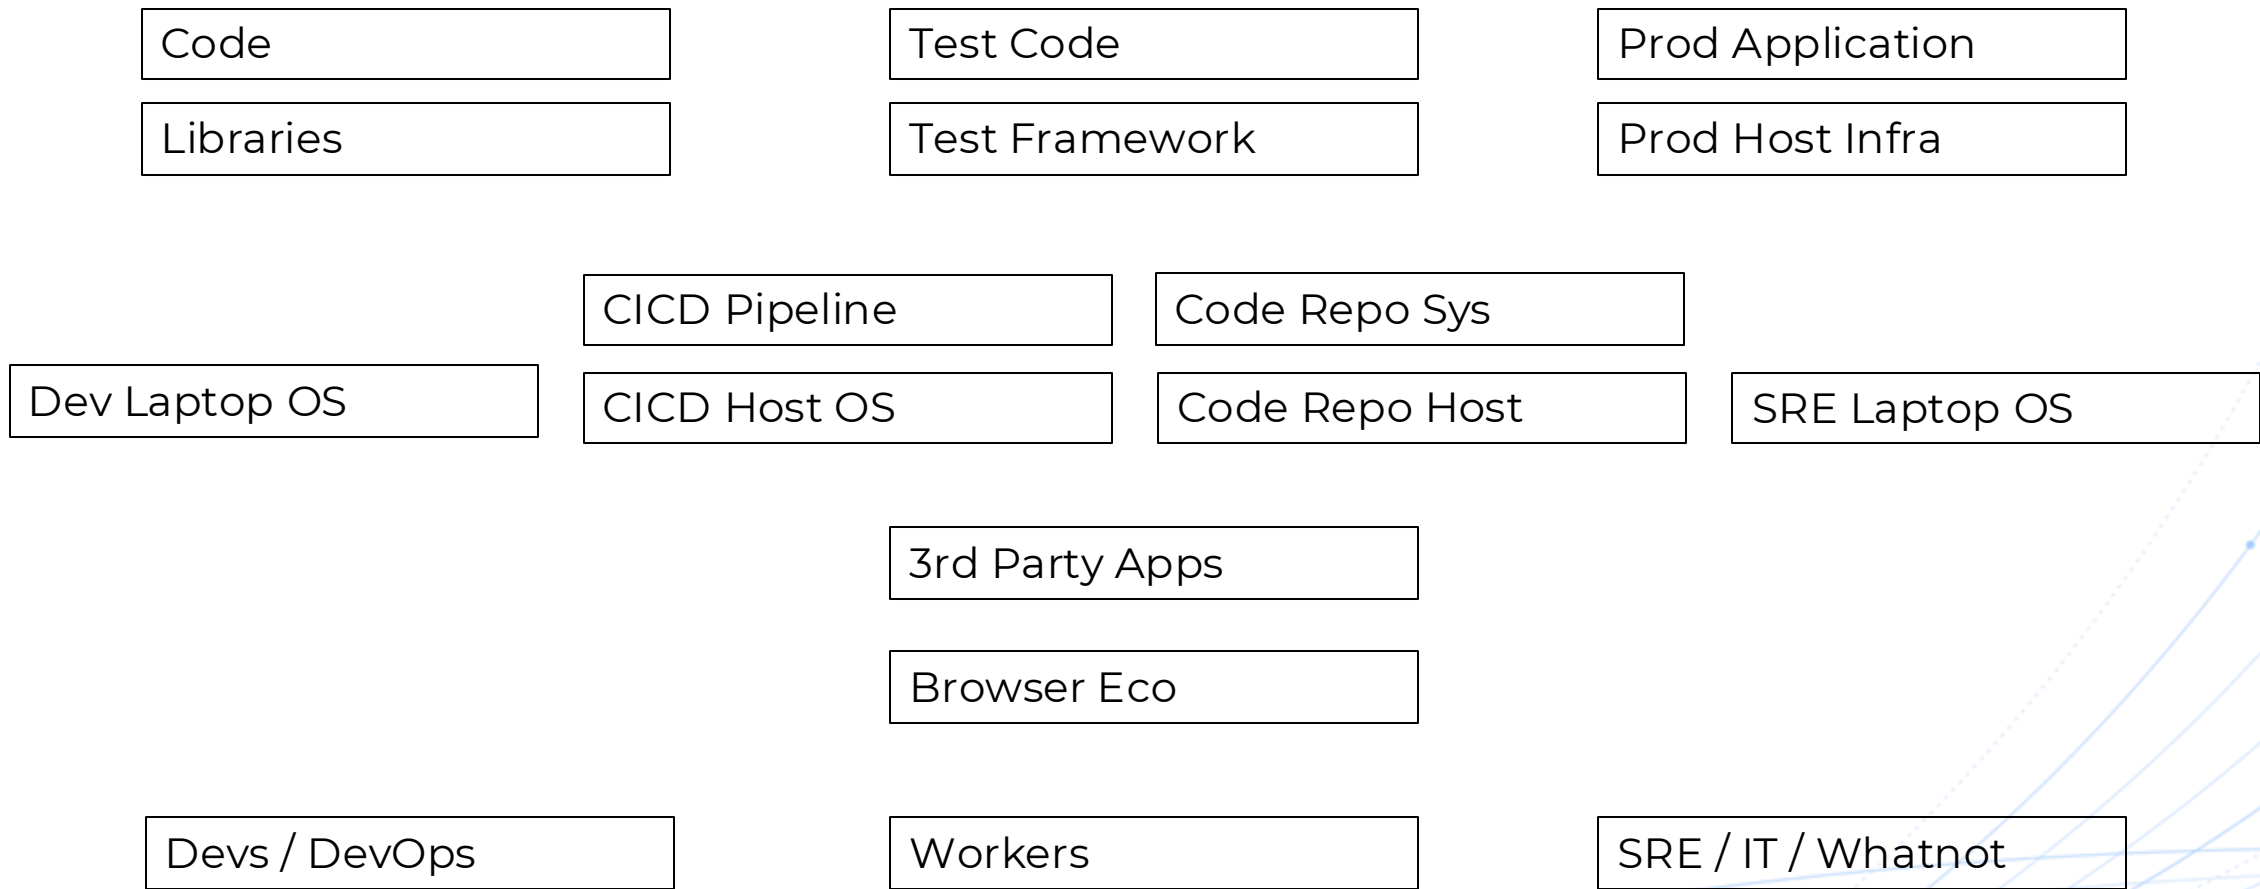 Code
Test Code
Prod Application
Libraries
Test Framework
Prod Host Infra
CICD Pipeline
Code Repo Sys
Dev Laptop OS
CICD Host OS
Code Repo Host
SRE Laptop OS
3rd Party Apps
Browser Eco
Devs / DevOps
Workers
SRE / IT / Whatnot